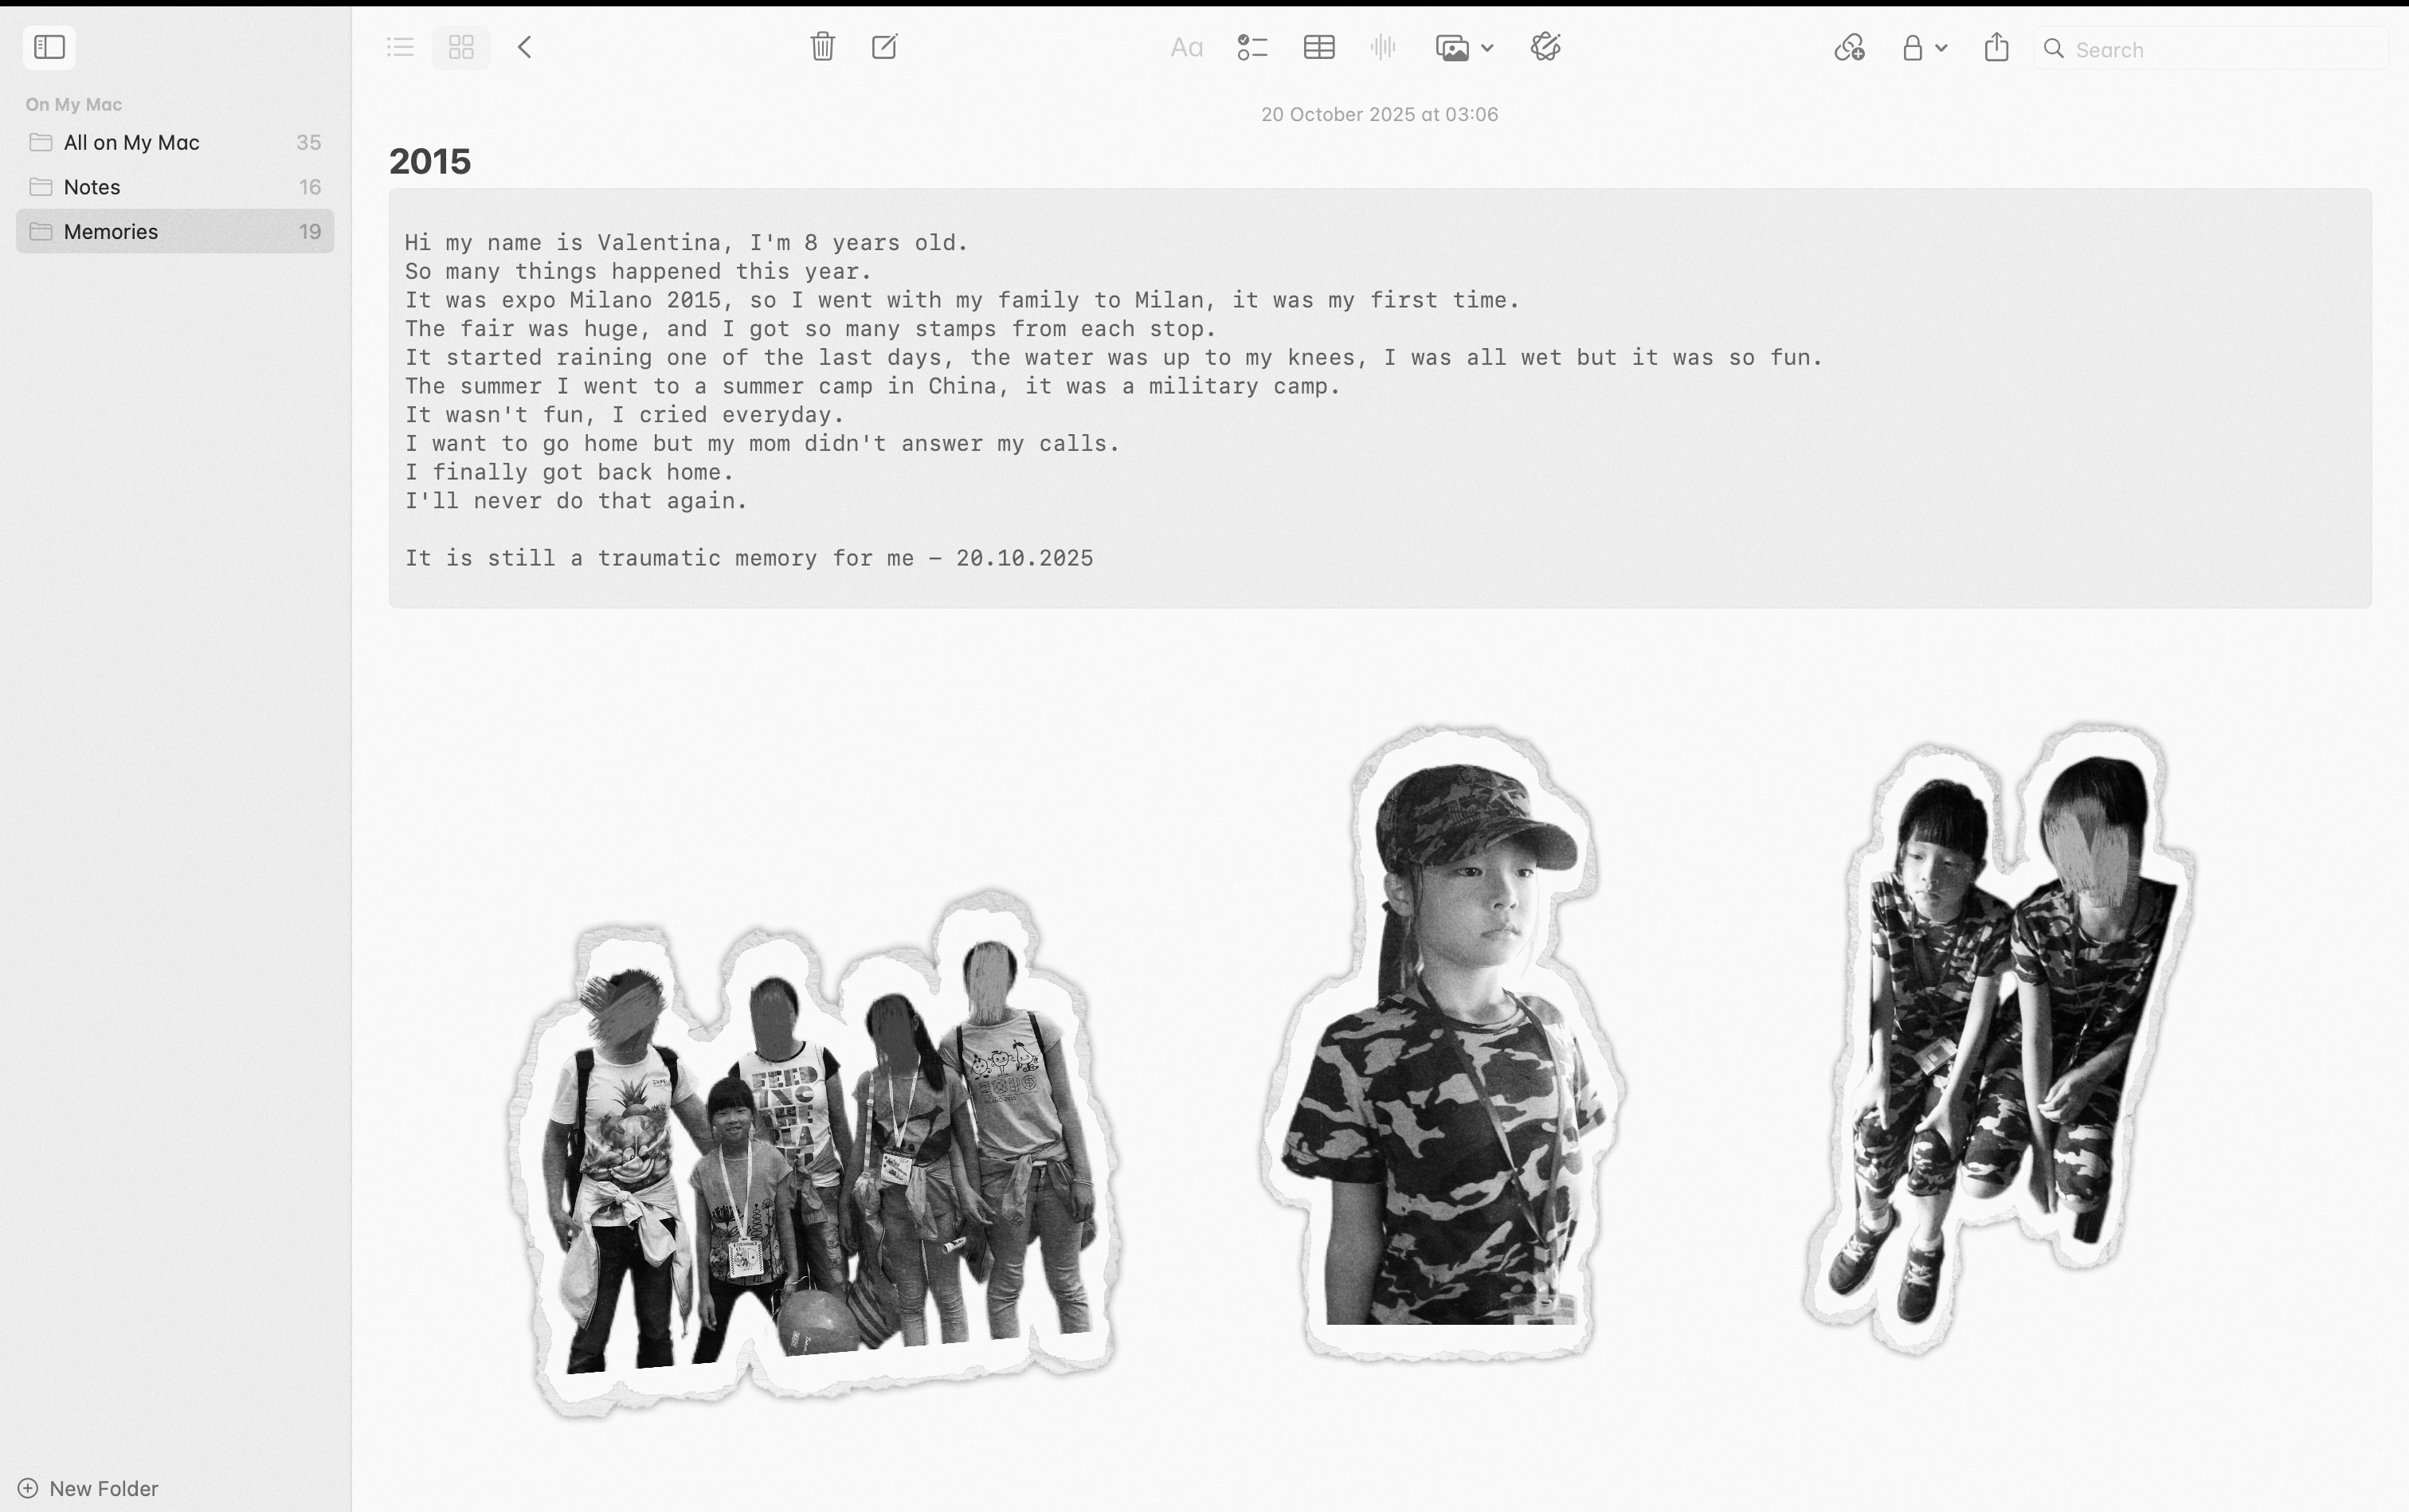 On My Mac
All on My Mac 35
Notes 16
Memories 19
New Folder
Aa
Search
20 October 2025 at 03:06
2015
Hi my name is Valentina, I'm 8 years old.
So many things happened this year.
It was expo Milano 2015, so I went with my family to Milan, it was my first time.
The fair was huge, and I got so many stamps from each stop.
It started raining one of the last days, the water was up to my knees, I was all wet but it was so fun.
The summer I went to a summer camp in China, it was a military camp.
It wasn't fun, I cried everyday.
I want to go home but my mom didn't answer my calls.
I finally got back home.
I'll never do that again.
It is still a traumatic memory for me – 20.10.2025